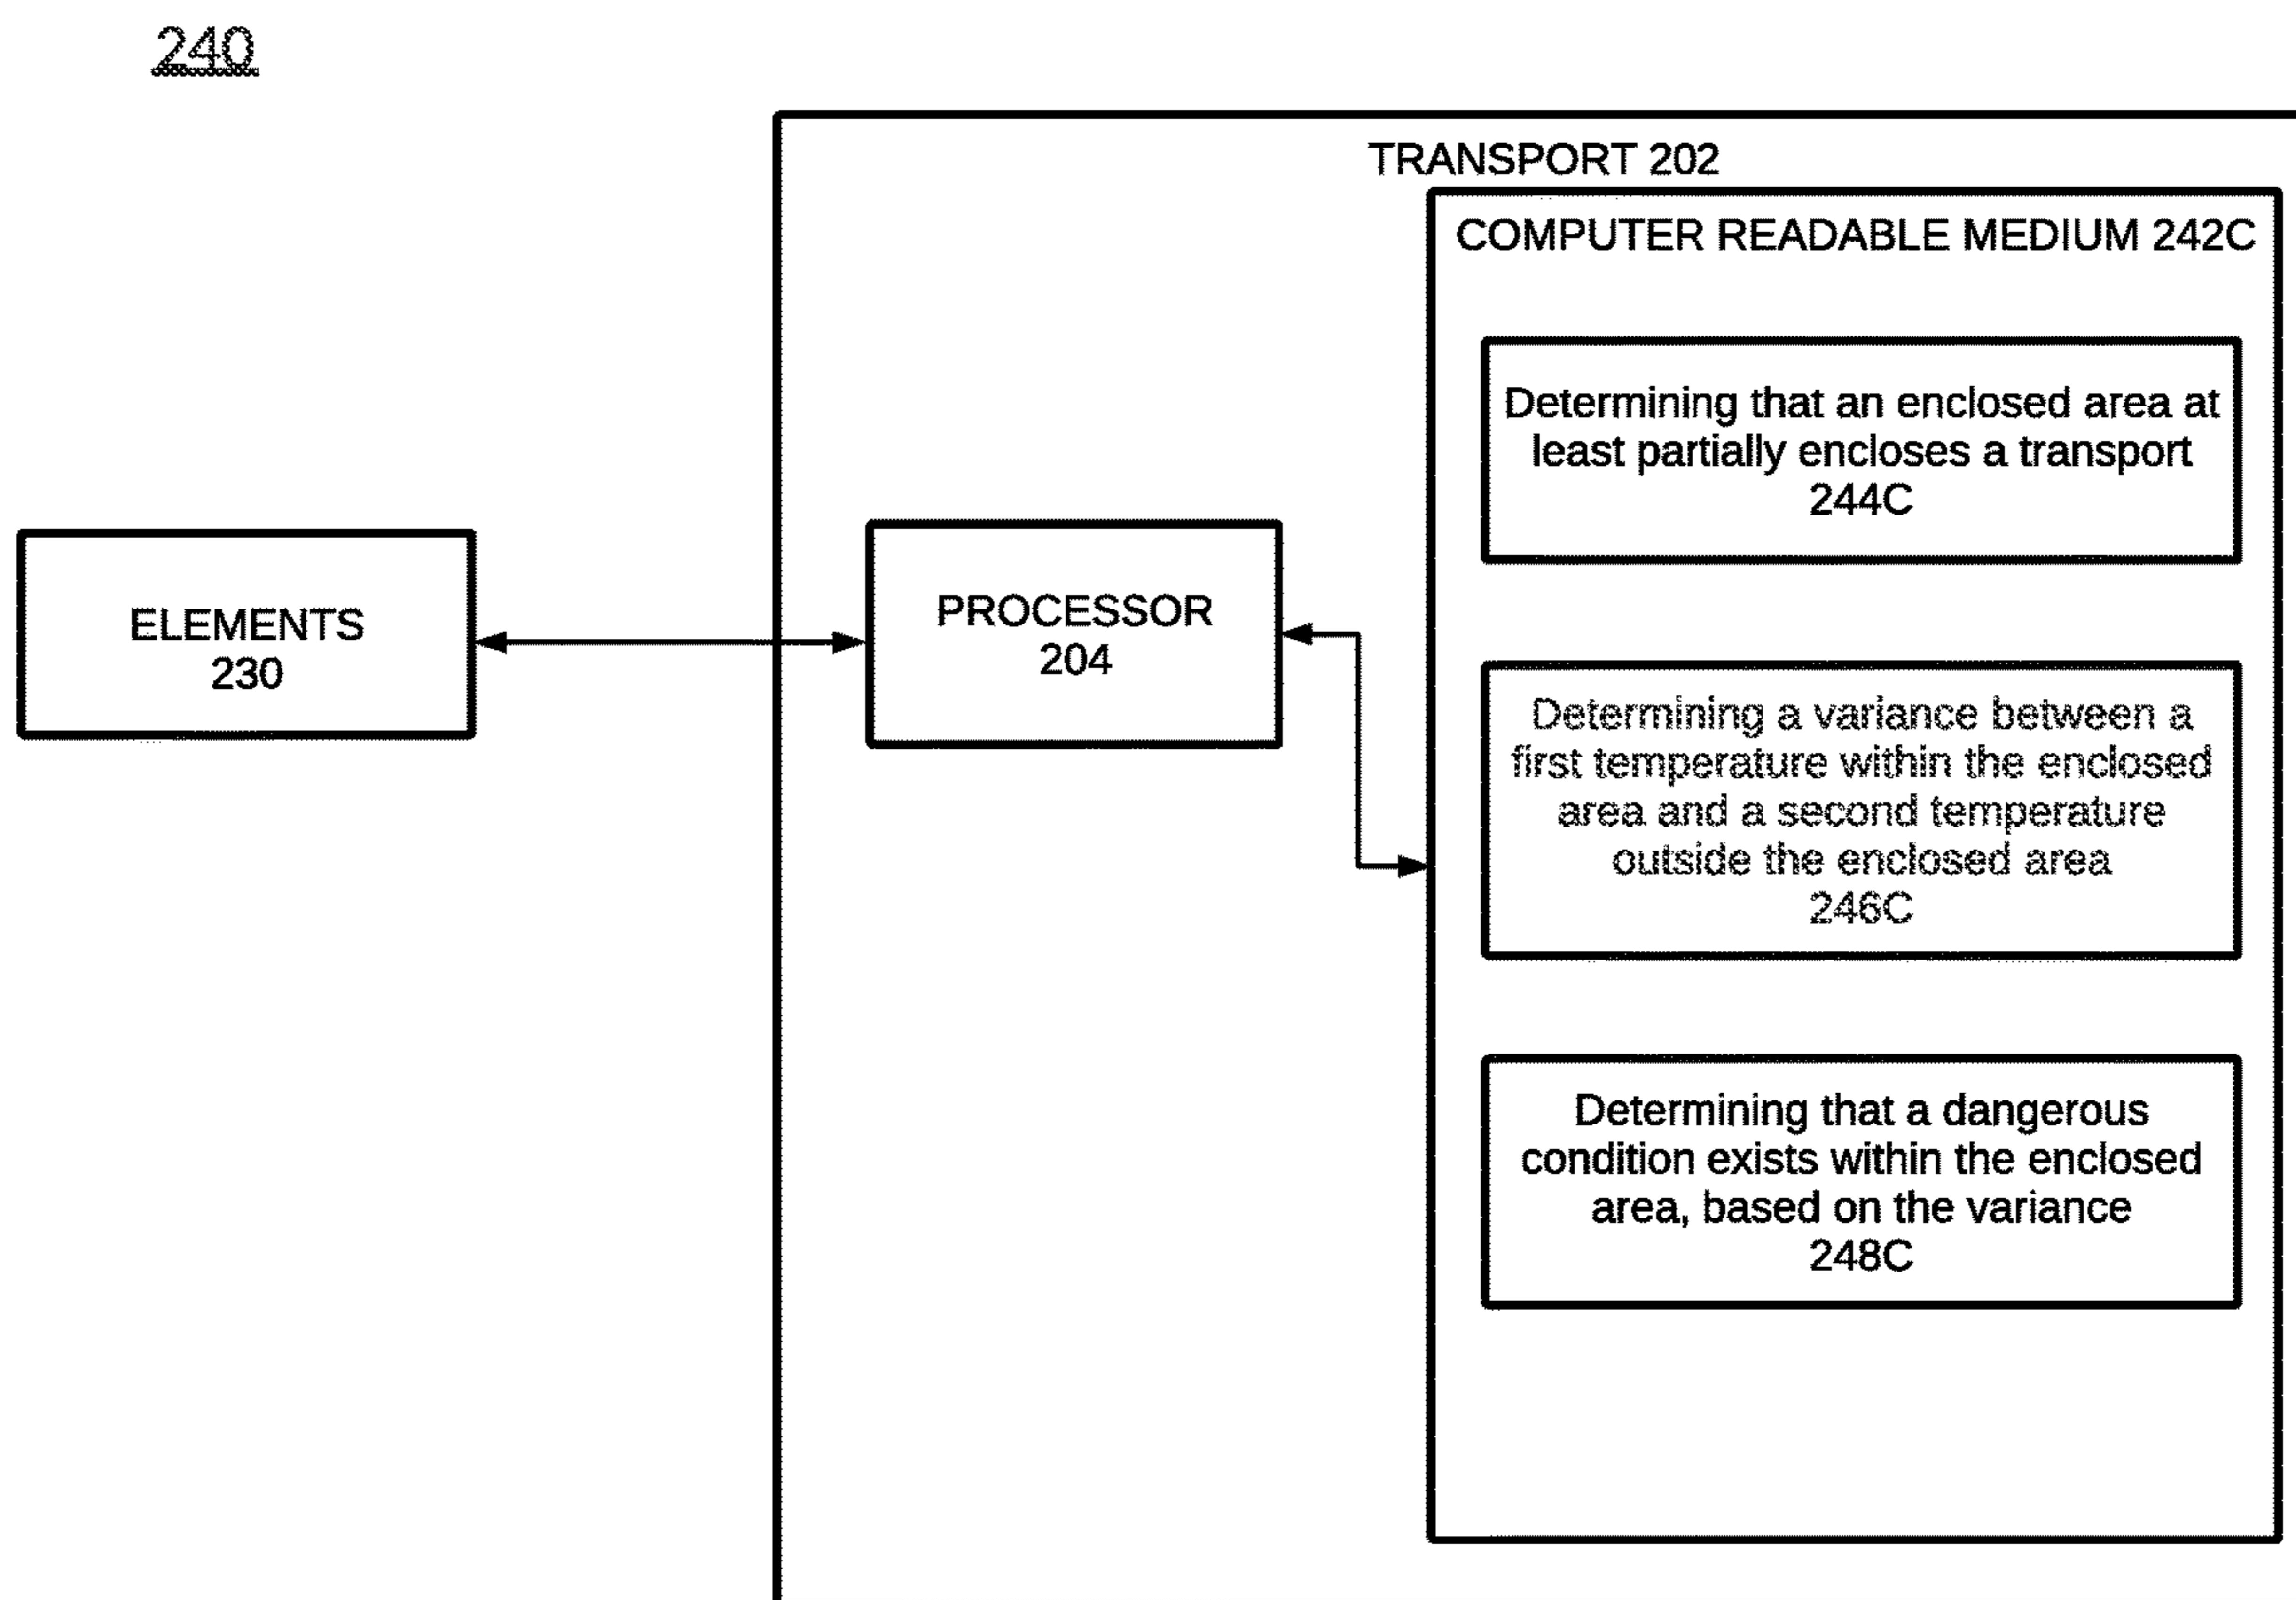 240
TRANSPORT 202
COMPUTER READABLE MEDIUM 242C
Determining that an enclosed area at
least partially encloses a transport
244C
ELEMENTS
230
PROCESSOR
204
Determining a variance between a
first temperature within the enclosed
area and a second temperature
outside the enclosed area
246C
Determining that a dangerous
condition exists within the enclosed
area, based on the variance
248C